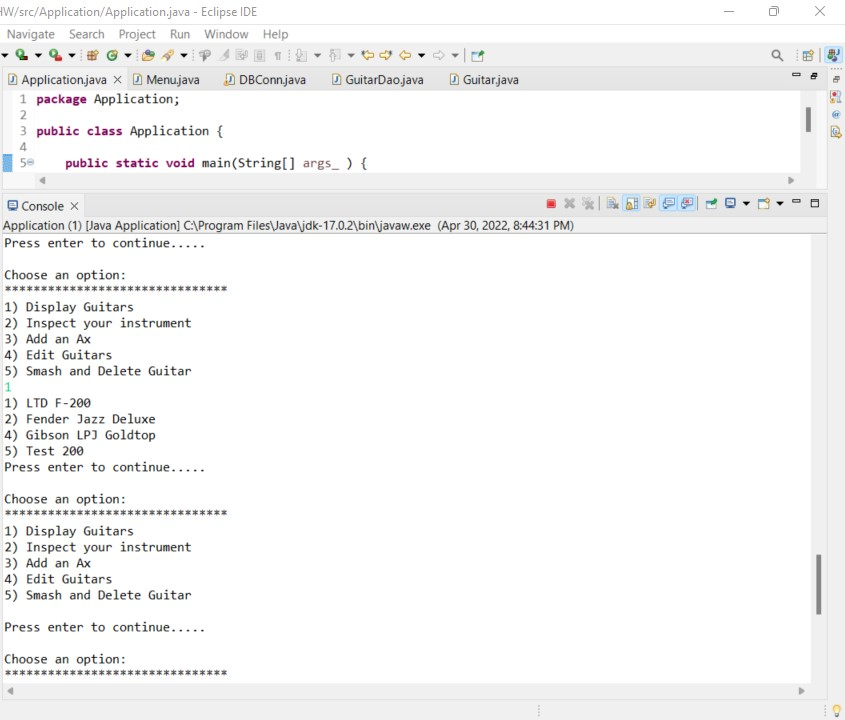 HW/src/Application/Application.java - Eclipse IDE
Navigate Search Project Run Window Help
Application.java Menu.java DBConn.java GuitarDao.java Guitar.java
1 package Application;
2
3 public class Application {
4
5 public static void main(String[] args_ ) {
Console
Application (1) [Java Application] C:\Program Files\Java\jdk-17.0.2\bin\javaw.exe (Apr 30, 2022, 8:44:31 PM)
Press enter to continue.....
Choose an option:
*******************************
1) Display Guitars
2) Inspect your instrument
3) Add an Ax
4) Edit Guitars
5) Smash and Delete Guitar
1
1) LTD F-200
2) Fender Jazz Deluxe
4) Gibson LPJ Goldtop
5) Test 200
Press enter to continue.....
Choose an option:
*******************************
1) Display Guitars
2) Inspect your instrument
3) Add an Ax
4) Edit Guitars
5) Smash and Delete Guitar
Press enter to continue.....
Choose an option:
*******************************